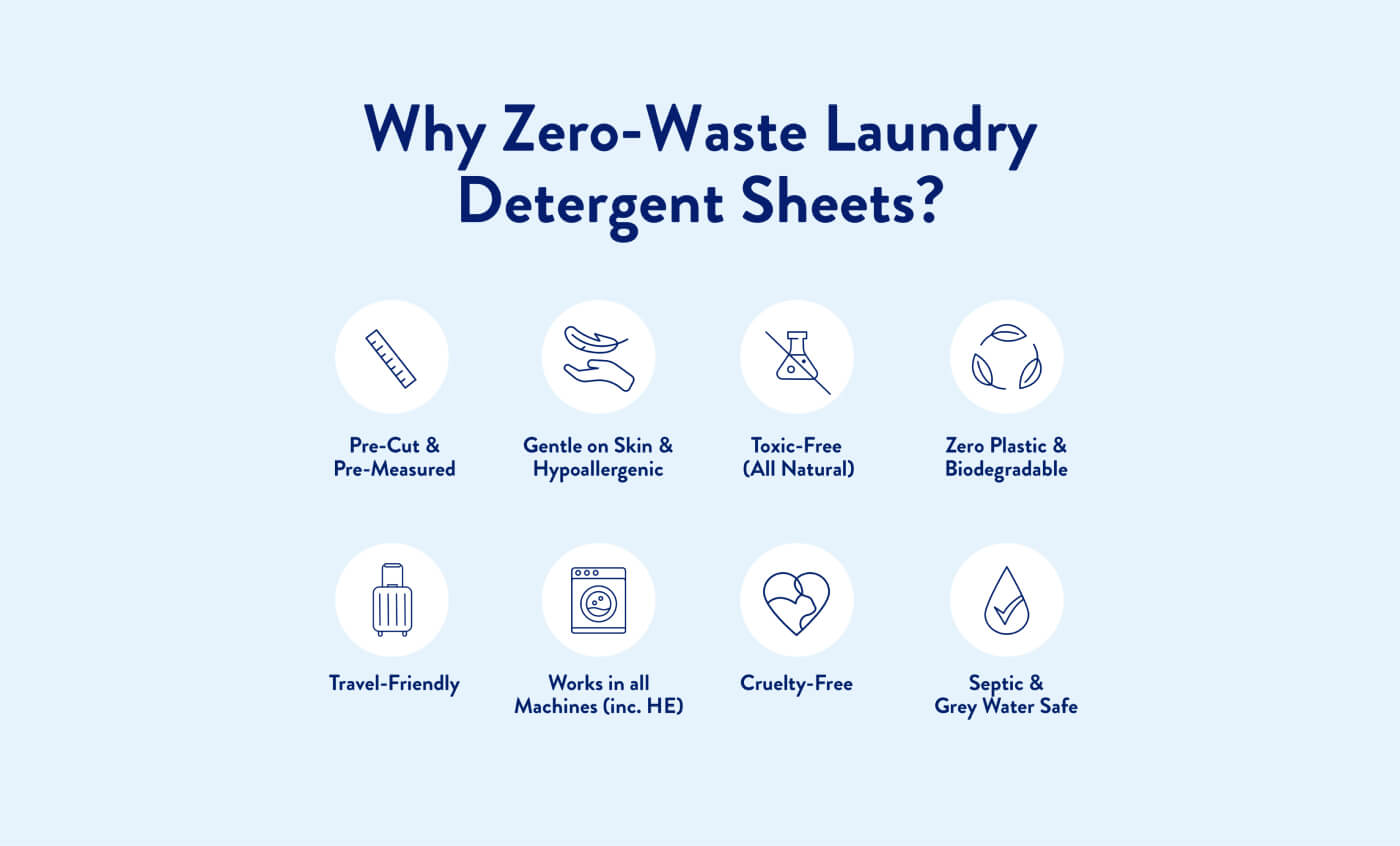 Why Zero-Waste Laundry
Detergent Sheets?
Pre-Cut &
Pre-Measured
Gentle on Skin &
Hypoallergenic
Toxic-Free
(All Natural)
Zero Plastic &
Biodegradable
Travel-Friendly
Works in all
Machines (inc. HE)
Cruelty-Free
Septic &
Grey Water Safe